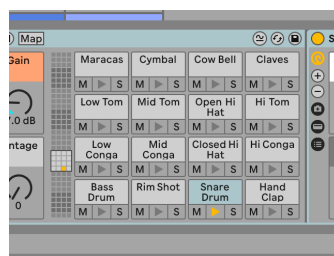 Map
Gain
Maracas
Cymbal
Cow Bell
Claves
M S M S M S M S
.0 dB
Low Tom
Mid Tom
Open Hi
Hat
Hi Tom
M S M S M S M S
ntage
Low
Conga
Mid
Conga
Closed Hi
Hat
Hi Conga
M S M S M S M S
0
Bass
Drum
Rim Shot
Snare
Drum
Hand
Clap
M S M S M S M S
S